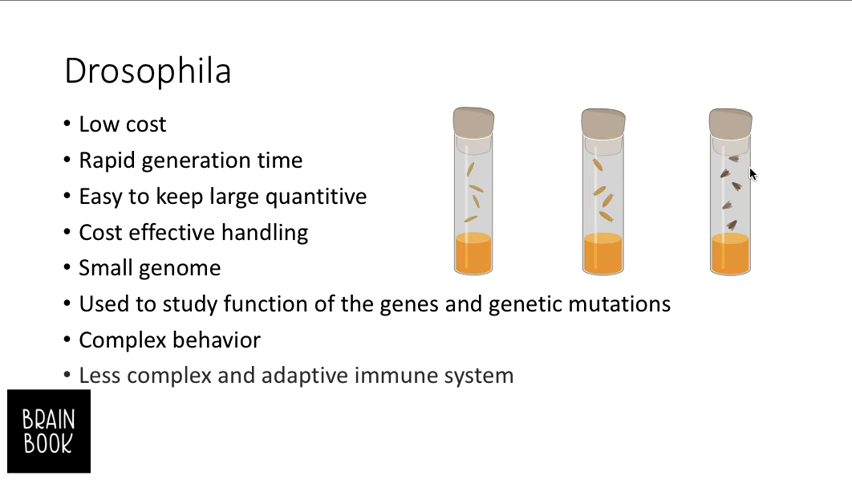 Drosophila
• Low cost
• Rapid generation time
• Easy to keep large quantitive
• Cost effective handling
• Small genome
• Used to study function of the genes and genetic mutations
• Complex behavior
• Less complex and adaptive immune system
BRAIN
BOOK